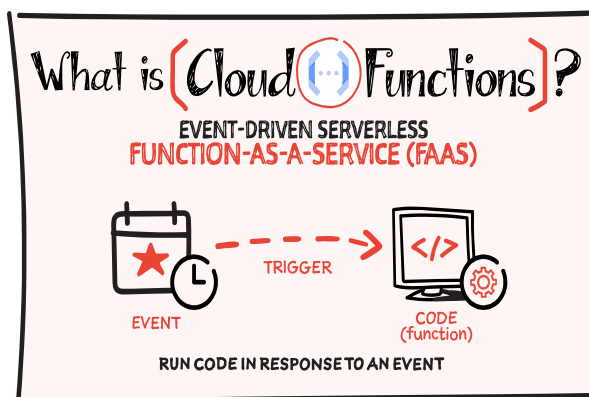 What is [Cloud Functions]?
EVENT-DRIVEN SERVERLESS
FUNCTION-AS-A-SERVICE (FAAS)
</>
TRIGGER
EVENT
CODE
(function)
RUN CODE IN RESPONSE TO AN EVENT